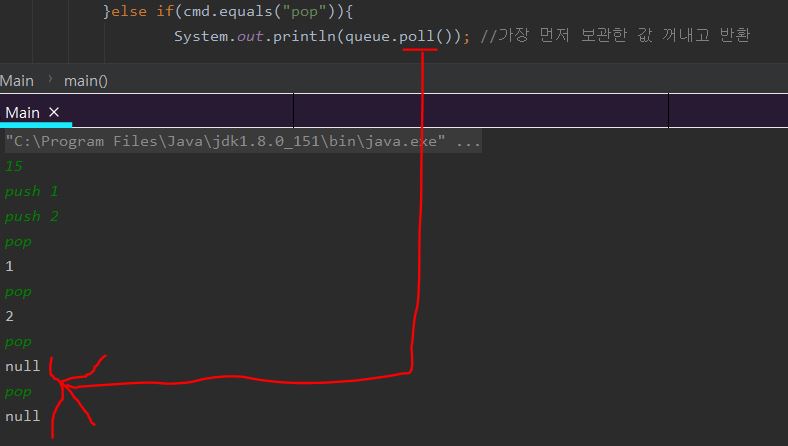 }else if(cmd.equals("pop")){
System.out.println(queue.poll()); //가장 먼저 보관한 값 꺼내고 반환
Main › main()
Main ×
"C:\Program Files\Java\jdk1.8.0_151\bin\java.exe" ...
15
push 1
push 2
pop
1
pop
2
pop
null
pop
null